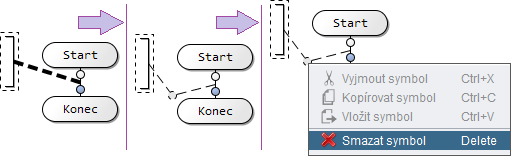 Start
Konec
Start
Konec
Start
Vyjmout symbol Ctrl+X
Kopírovat symbol Ctrl+C
Vložit symbol Ctrl+V
Smazat symbol Delete